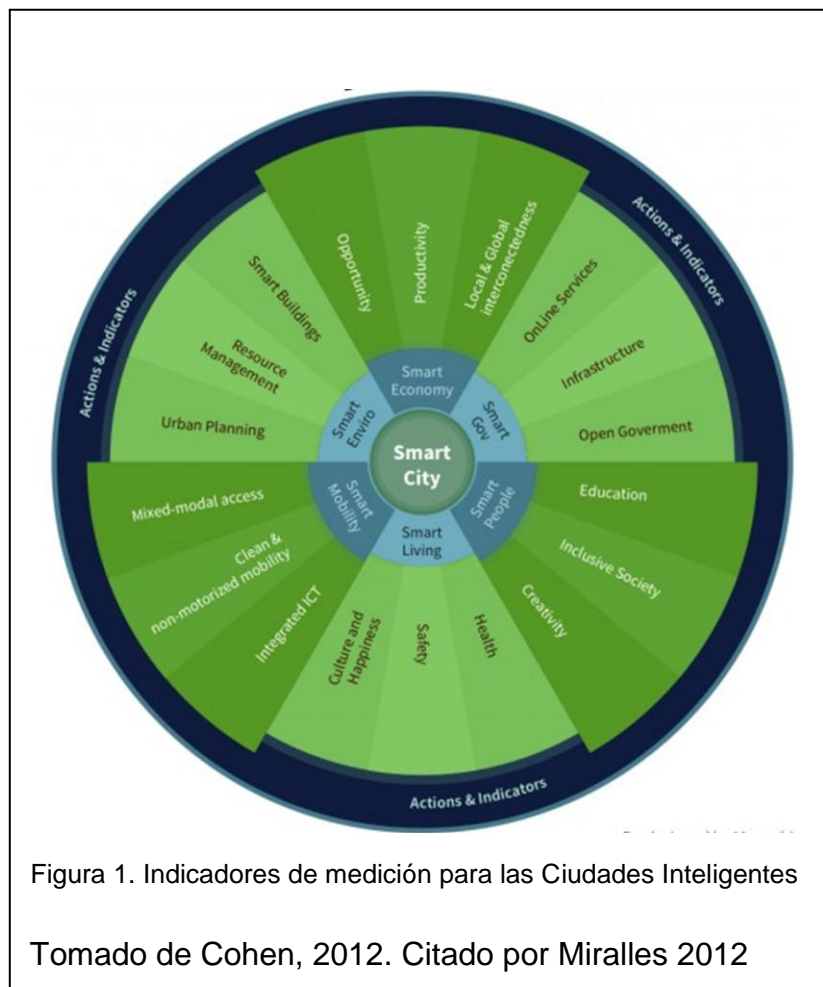 Actions & Indicators
Actions & Indicators
Actions & Indicators
Opportunity
Productivity
Local & Global
interconectedness
OnLine Services
Infrastructure
Open Goverment
Education
Inclusive Society
Creativity
Health
Safety
Culture and
Happiness
Integrated ICT
Clean &
non-motorized mobility
Mixed-modal access
Urban Planning
Resource
Management
Smart Buildings
Smart
Economy
Smart
Gov
Smart
People
Smart
Living
Smart
Mobility
Smart
Enviro
Smart
City
Figura 1. Indicadores de medición para las Ciudades Inteligentes
Tomado de Cohen, 2012. Citado por Miralles 2012